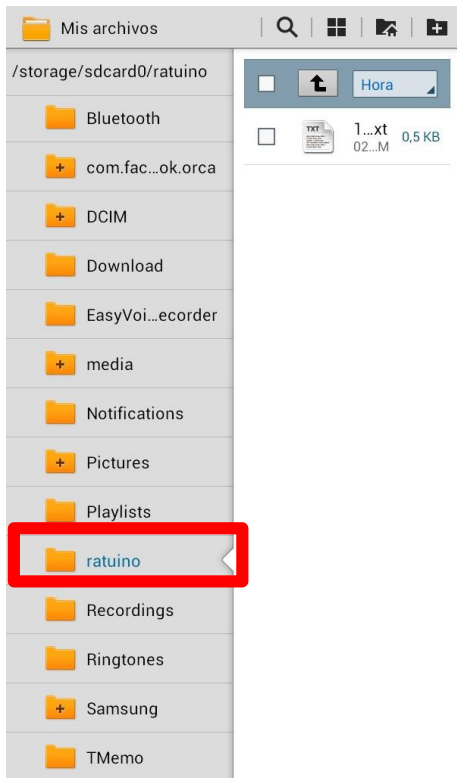 Mis archivos
/storage/sdcard0/ratuino
Hora
Bluetooth
1...xt
0,5 KB
TXT
02...M
com.fac...ok.orca
DCIM
Download
EasyVoi...ecorder
media
Notifications
Pictures
Playlists
ratuino
Recordings
Ringtones
Samsung
TMemo